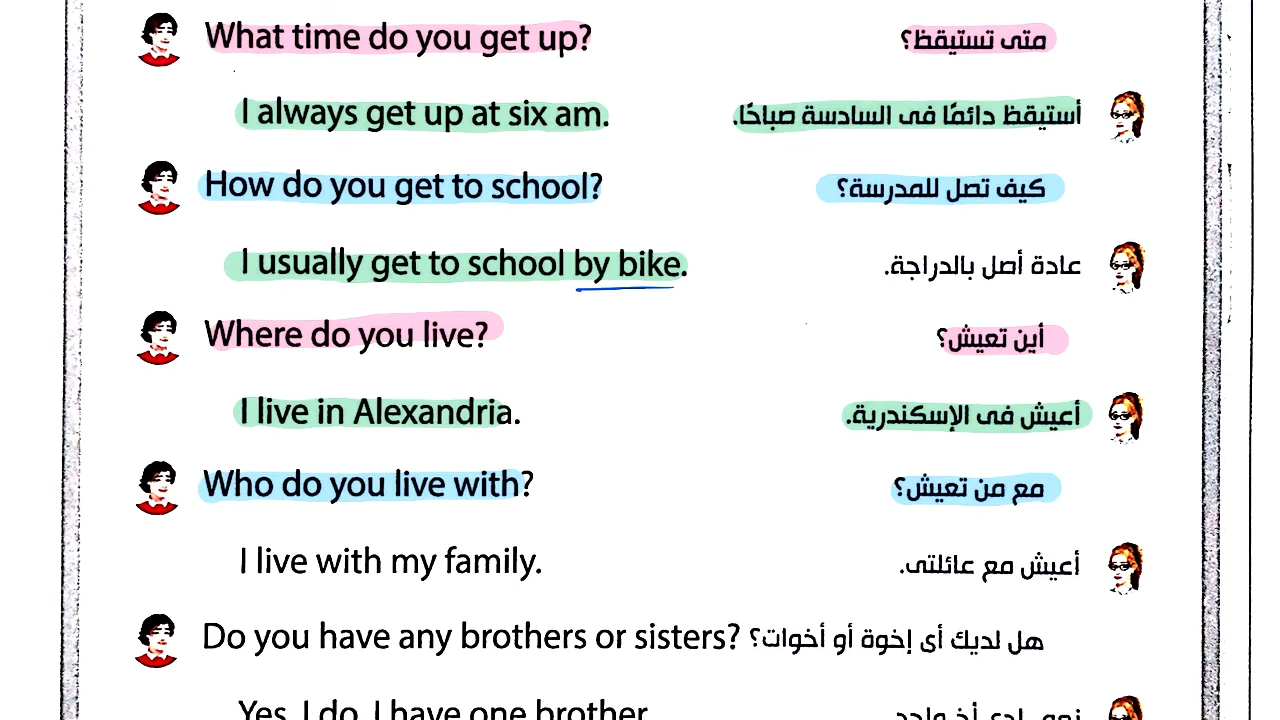 What time do you get up? متى تستيقظ؟
I always get up at six am. أستيقظ دائمًا فى السادسة صباحًا.
How do you get to school? كيف تصل للمدرسة؟
I usually get to school by bike. عادة أصل بالدراجة.
Where do you live? أين تعيش؟
I live in Alexandria. أعيش فى الإسكندرية.
Who do you live with? مع من تعيش؟
I live with my family. أعيش مع عائلتى.
Do you have any brothers or sisters? هل لديك أى إخوة أو أخوات؟
Yes, I do. I have one brother. نعم لدى أخ واحد